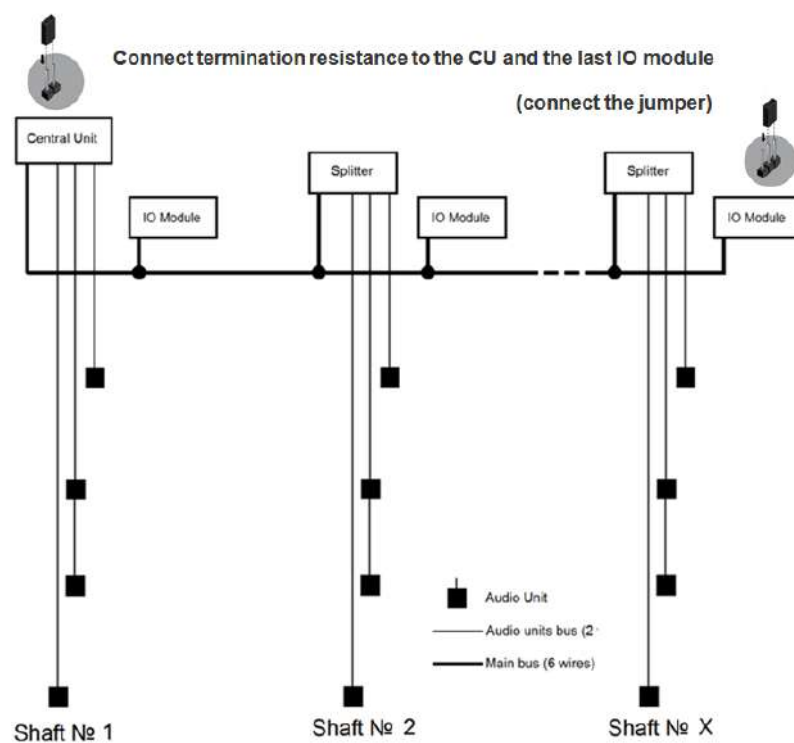 Connect termination resistance to the CU and the last IO module
(connect the jumper)
Central Unit
Splitter
Splitter
IO Module
IO Module
IO Module
Audio Unit
Audio units bus (2
Main bus (6 wires)
Shaft № 1
Shaft № 2
Shaft № X